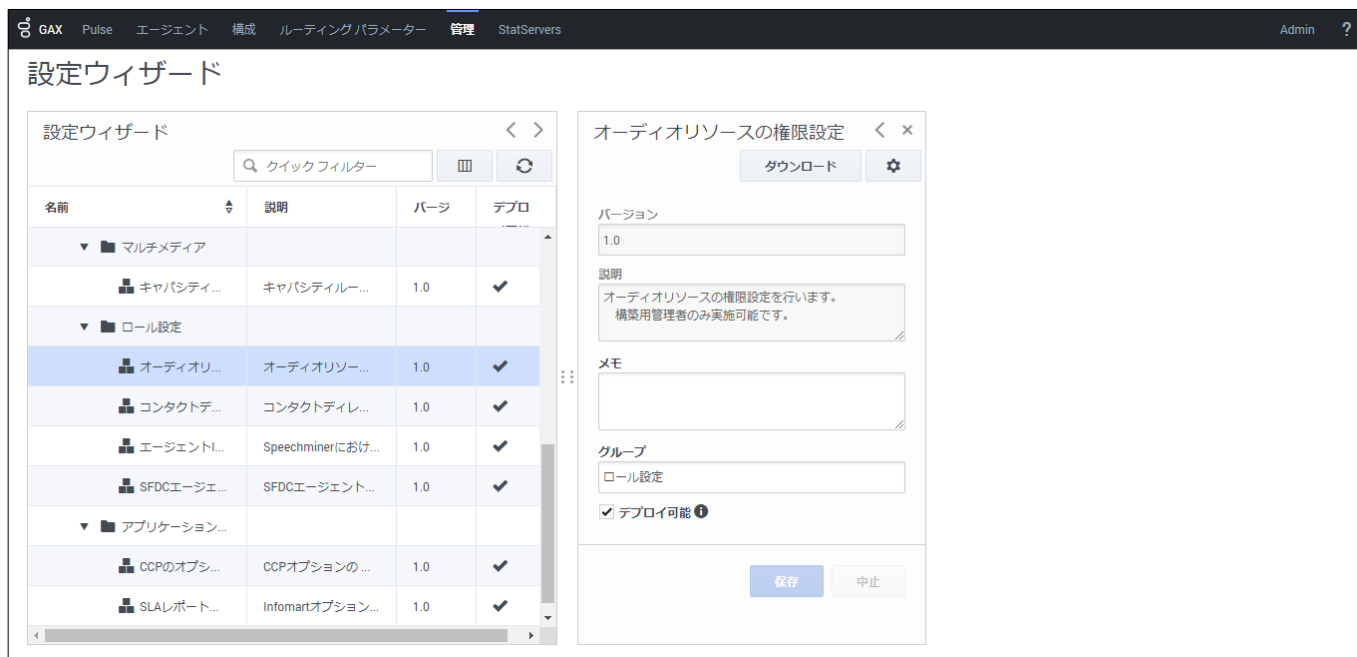 GAX Pulse エージェント 構成 ルーティング パラメーター 管理 StatServers Admin ?
設定ウィザード
設定ウィザード
クイック フィルター
名前 説明 バージ デプロ
マルチメディア
キャパシティ... キャパシティルー... 1.0
ロール設定
オーディオリ... オーディオリソー... 1.0
コンタクトデ... コンタクトディレ... 1.0
エージェントI... Speechminerにおけ... 1.0
SFDCエージェ... SFDCエージェント... 1.0
アプリケーション...
CCPのオプシ... CCPオプションの ... 1.0
SLAレポート... Infomartオプション... 1.0
オーディオリソースの権限設定
ダウンロード
バージョン
1.0
説明
オーディオリソースの権限設定を行います。
構築用管理者のみ実施可能です。
メモ
グループ
ロール設定
デプロイ可能
保存 中止